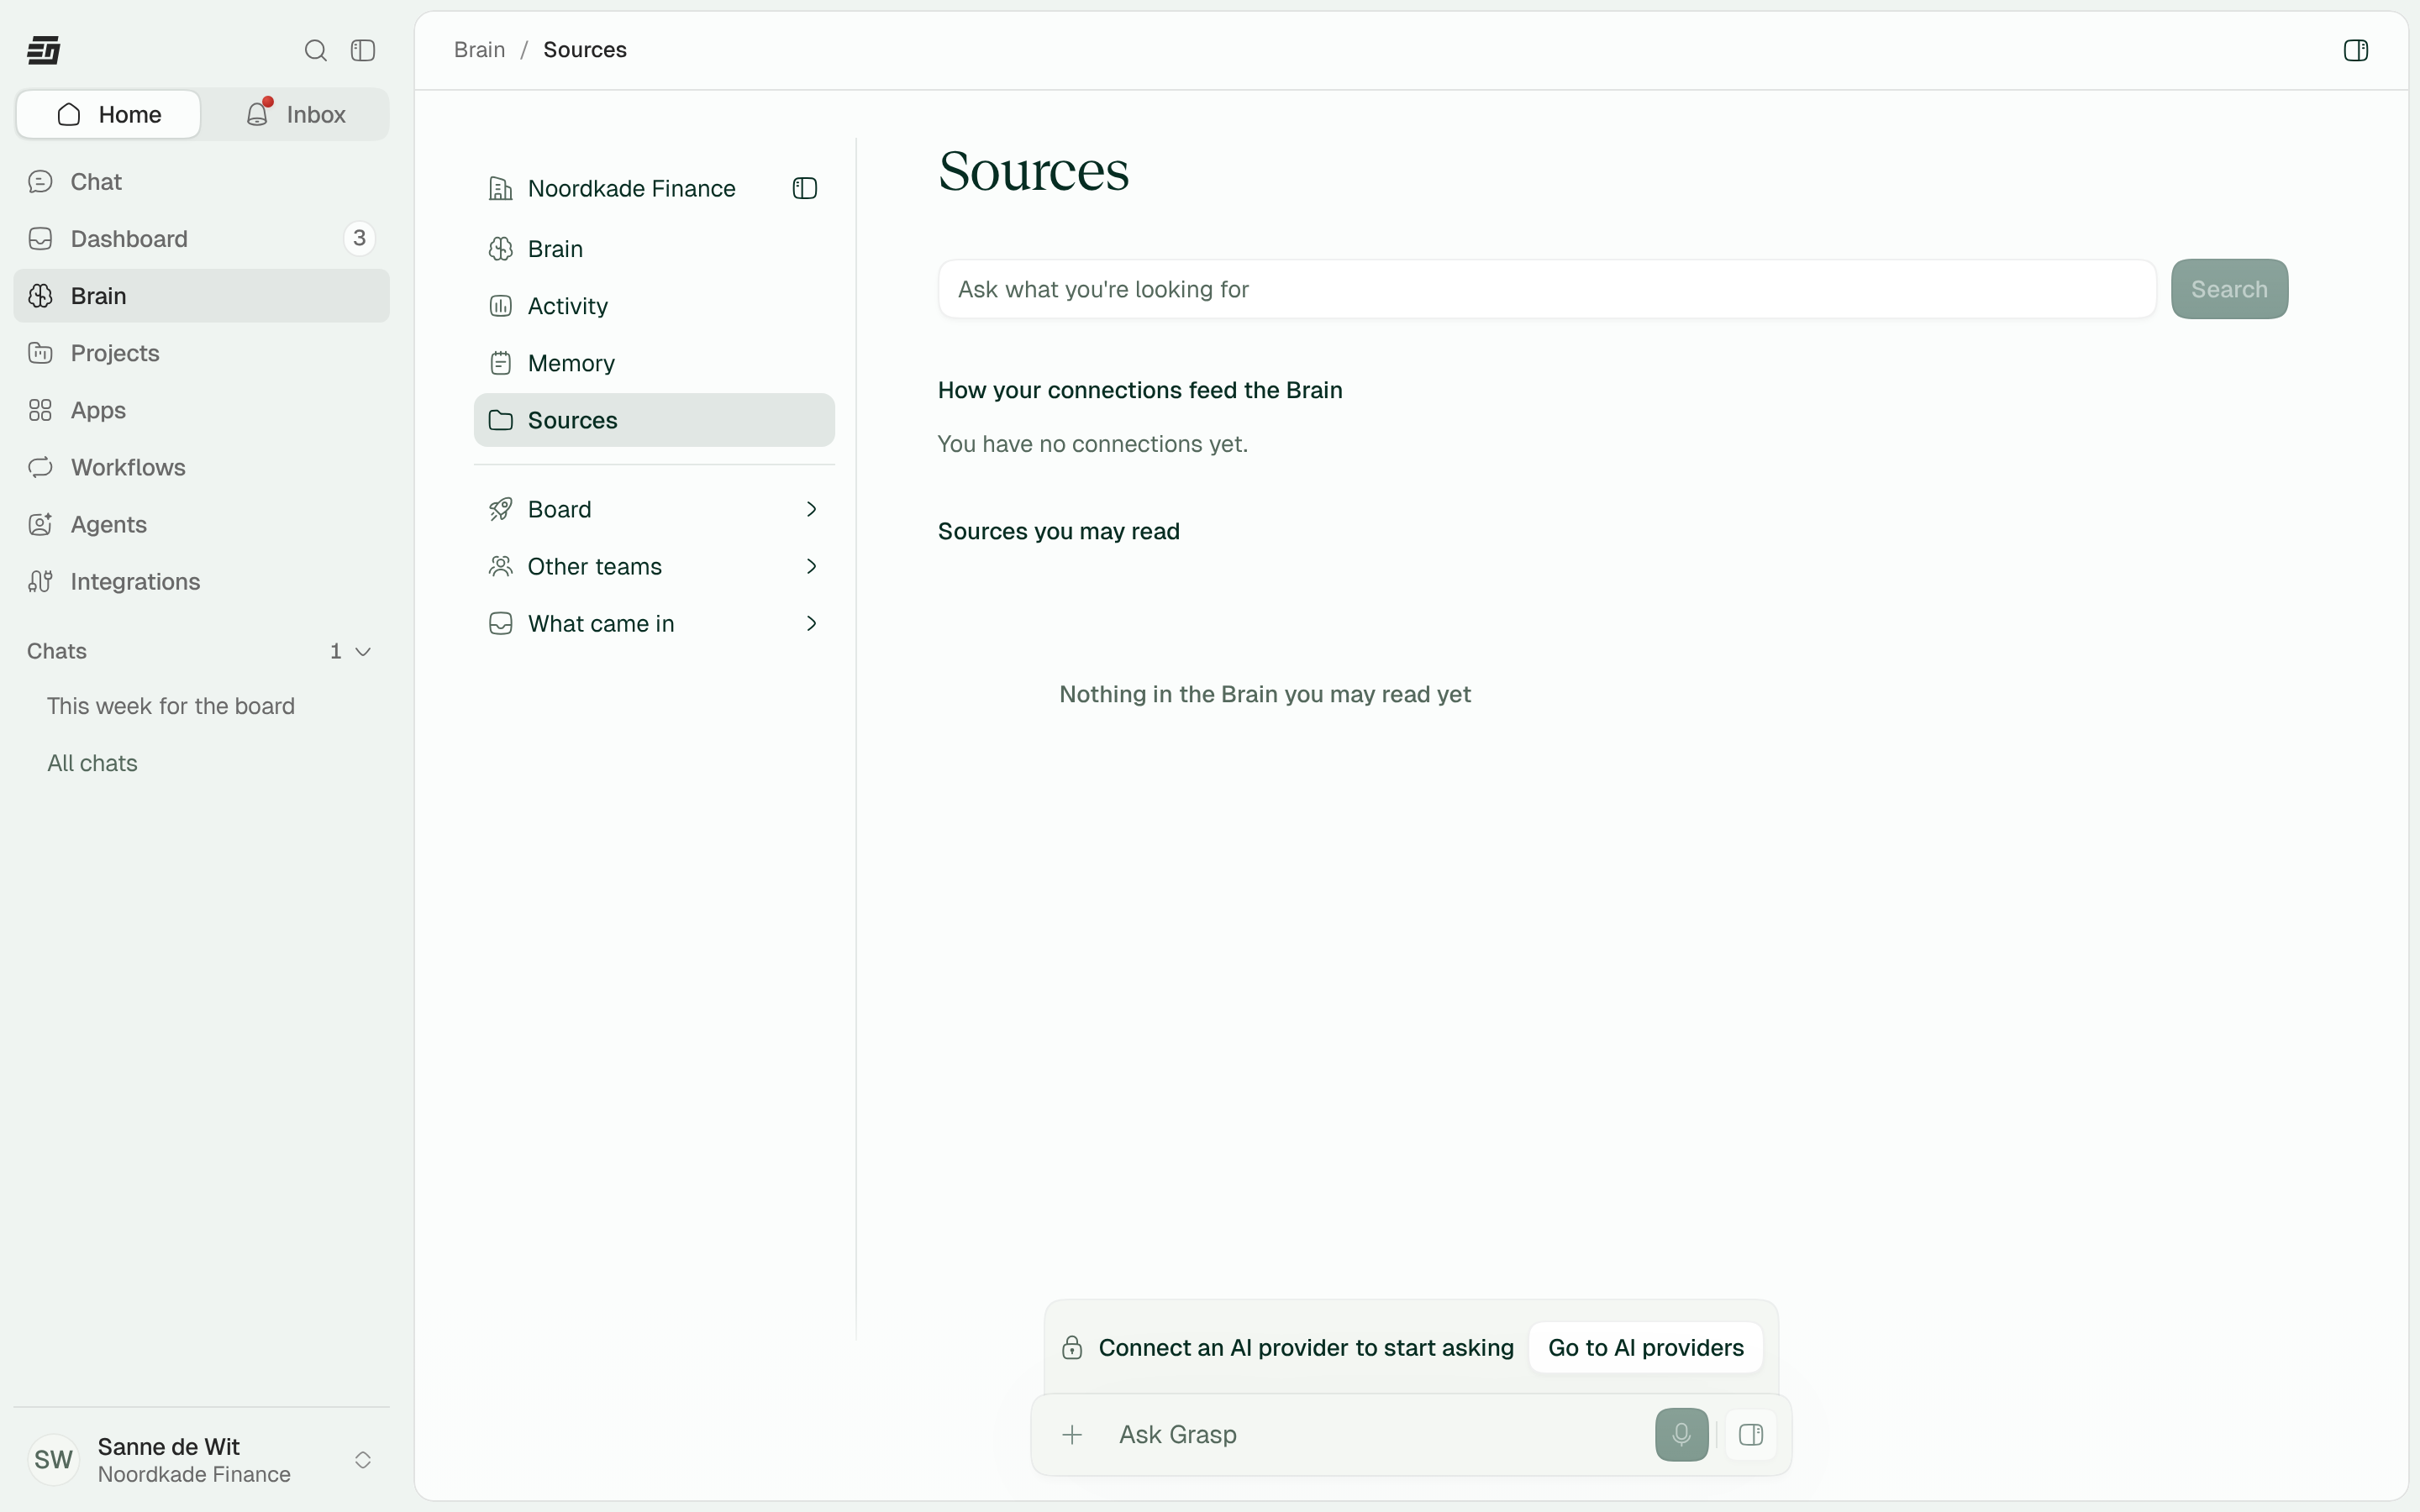 Home
Inbox
Chat
Dashboard
3
Brain
Projects
Apps
Workflows
Agents
Integrations
Chats
1
This week for the board
All chats
SW
Sanne de Wit
Noordkade Finance
Brain / Sources
Noordkade Finance
Brain
Activity
Memory
Sources
Board
Other teams
What came in
Sources
Ask what you're looking for
Search
How your connections feed the Brain
You have no connections yet.
Sources you may read
Nothing in the Brain you may read yet
Connect an AI provider to start asking
Go to AI providers
Ask Grasp